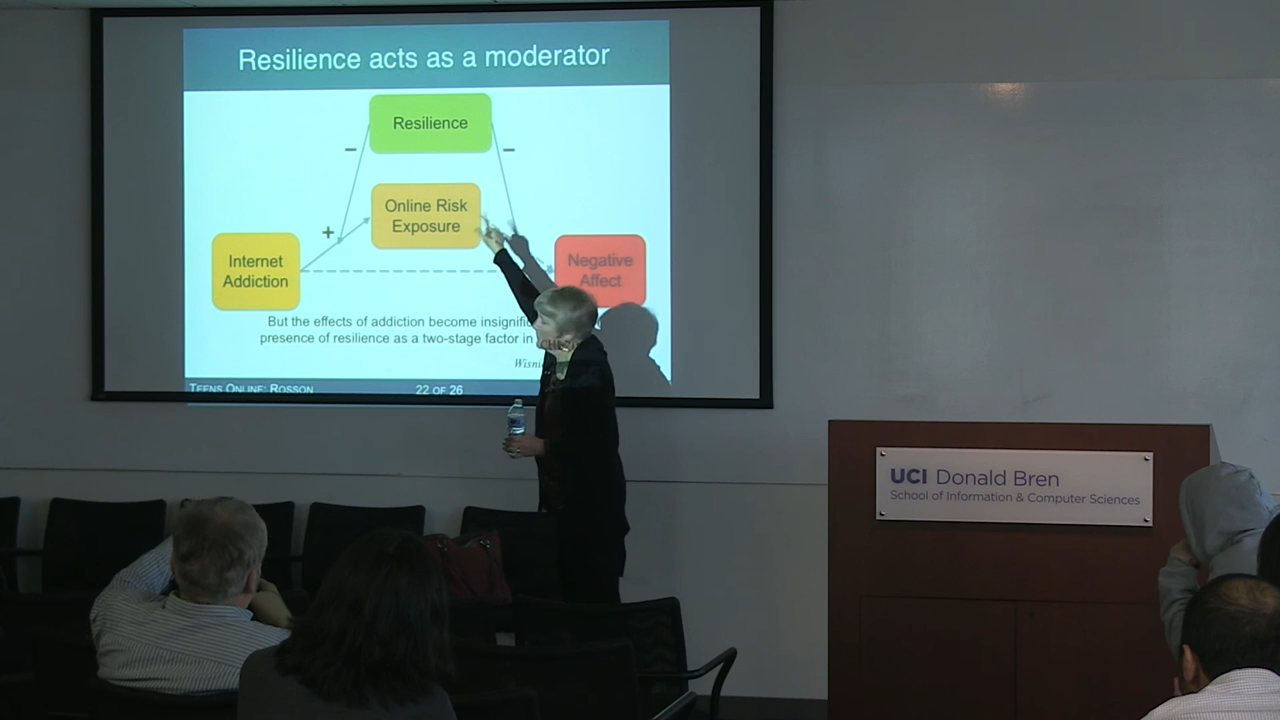 Resilience acts as a moderator
Resilience
−
−
Online Risk
Exposure
+
Internet
Addiction
Negative
Affect
But the effects of addiction become
presence of resilience as a two-stage factor in
TEENS ONLINE: ROSSON
22 OF 26
UCI Donald Bren
School of Information & Computer Sciences